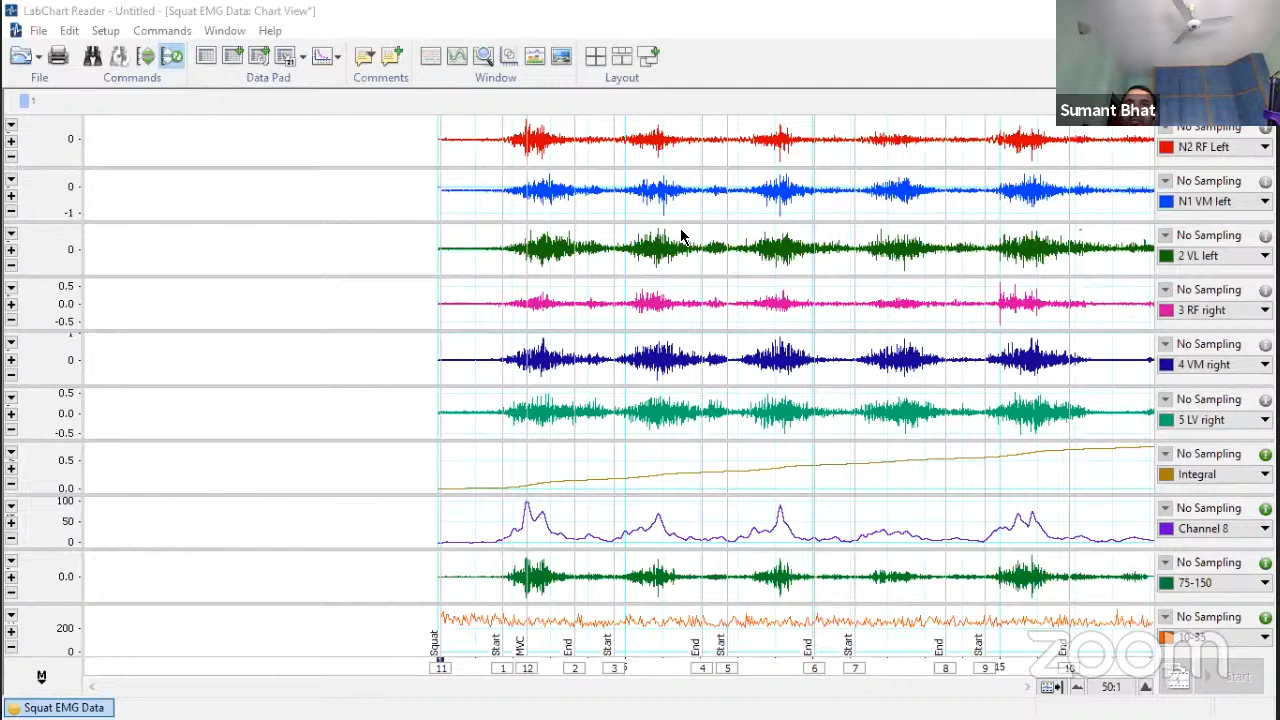 LabChart Reader - Untitled - [Squat EMG Data: Chart View*]
File Edit Setup Commands Window Help
File Commands Data Pad Comments Window Layout
Sumant Bhat
1
0 No Sampling
N2 RF Left
0 No Sampling
-1 N1 VM left
No Sampling
0 2 VL left
0.5 No Sampling
0.0 3 RF right
-0.5
No Sampling
0 4 VM right
0.5 No Sampling
0.0 5 LV right
-0.5
0.5 No Sampling
0.0 Integral
100 No Sampling
50 Channel 8
0
No Sampling
0.0 75-150
No Sampling
200
0
Squat Start MVC End Start End Start End Start End Start
11 1 12 2 3 4 5 6 7 8 9 15 10
M 50:1 Start
zoom
Squat EMG Data